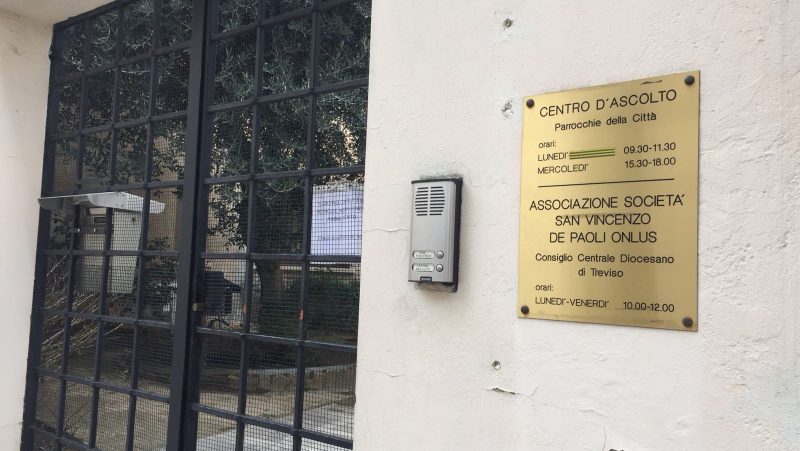 CENTRO D'ASCOLTO
Parrocchie della Città
orari:
LUNEDI' 09.30-11.30
MERCOLEDI' 15.30-18.00
ASSOCIAZIONE SOCIETA'
SAN VINCENZO
DE PAOLI ONLUS
Consiglio Centrale Diocesano
di Treviso
orari:
LUNEDI'-VENERDI' 10.00-12.00